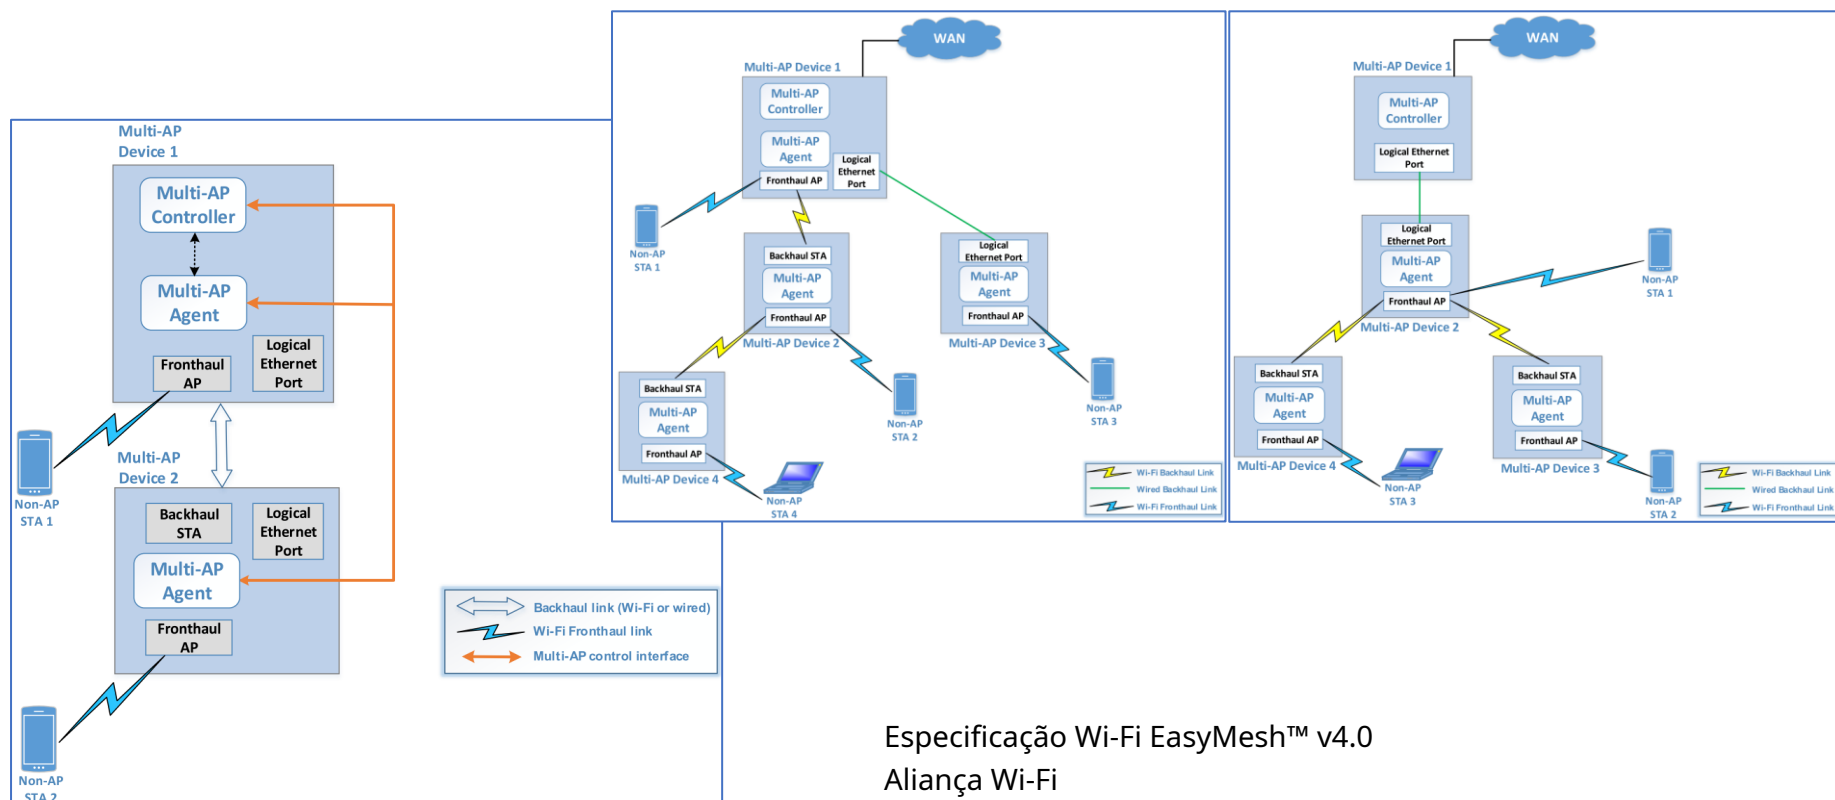 Multi-AP
Device 1
Multi-AP
Controller
Multi-AP
Agent
Fronthaul
AP
Logical
Ethernet
Port
Non-AP
STA 1
Multi-AP
Device 2
Backhaul
STA
Logical
Ethernet
Port
Multi-AP
Agent
Fronthaul
AP
Non-AP
STA 2
Backhaul link (Wi-Fi or wired)
Wi-Fi Fronthaul link
Multi-AP control interface
WAN
Multi-AP Device 1
Multi-AP
Controller
Multi-AP
Agent
Logical
Ethernet
Port
Fronthaul AP
Non-AP
STA 1
Backhaul STA
Multi-AP
Agent
Fronthaul AP
Multi-AP Device 2
Logical
Ethernet Port
Multi-AP
Agent
Fronthaul AP
Multi-AP Device 3
Backhaul STA
Multi-AP
Agent
Fronthaul AP
Multi-AP Device 4
Non-AP
STA 2
Non-AP
STA 3
Non-AP
STA 4
Wi-Fi Backhaul Link
Wired Backhaul Link
Wi-Fi Fronthaul Link
WAN
Multi-AP Device 1
Multi-AP
Controller
Logical Ethernet
Port
Logical
Ethernet Port
Multi-AP
Agent
Fronthaul AP
Multi-AP Device 2
Non-AP
STA 1
Backhaul STA
Multi-AP
Agent
Fronthaul AP
Multi-AP Device 4
Non-AP
STA 3
Backhaul STA
Multi-AP
Agent
Fronthaul AP
Multi-AP Device 3
Non-AP
STA 2
Wi-Fi Backhaul Link
Wired Backhaul Link
Wi-Fi Fronthaul Link
Especificação Wi-Fi EasyMesh™ v4.0
Aliança Wi-Fi